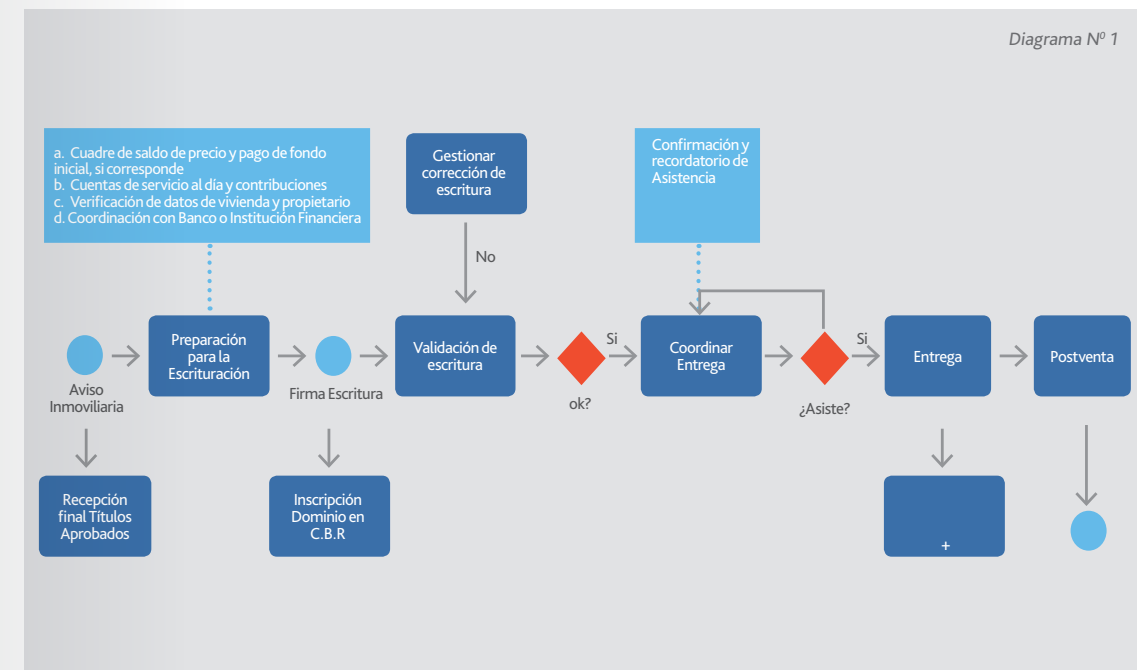 Diagrama Nº 1
a. Cuadre de saldo de precio y pago de fondo
inicial, si corresponde
b. Cuentas de servicio al día y contribuciones
c. Verificación de datos de vivienda y propietario
d. Coordinación con Banco o Institución Financiera
Gestionar
corrección de
escritura
Confirmación y
recordatorio de
Asistencia
No
Aviso
Inmoviliaria
Preparación
para la
Escrituración
Firma Escritura
Validación de
escritura
ok?
Si
Coordinar
Entrega
¿Asiste?
Si
Entrega
Postventa
Recepción
final Títulos
Aprobados
Inscripción
Dominio en
C.B.R
+